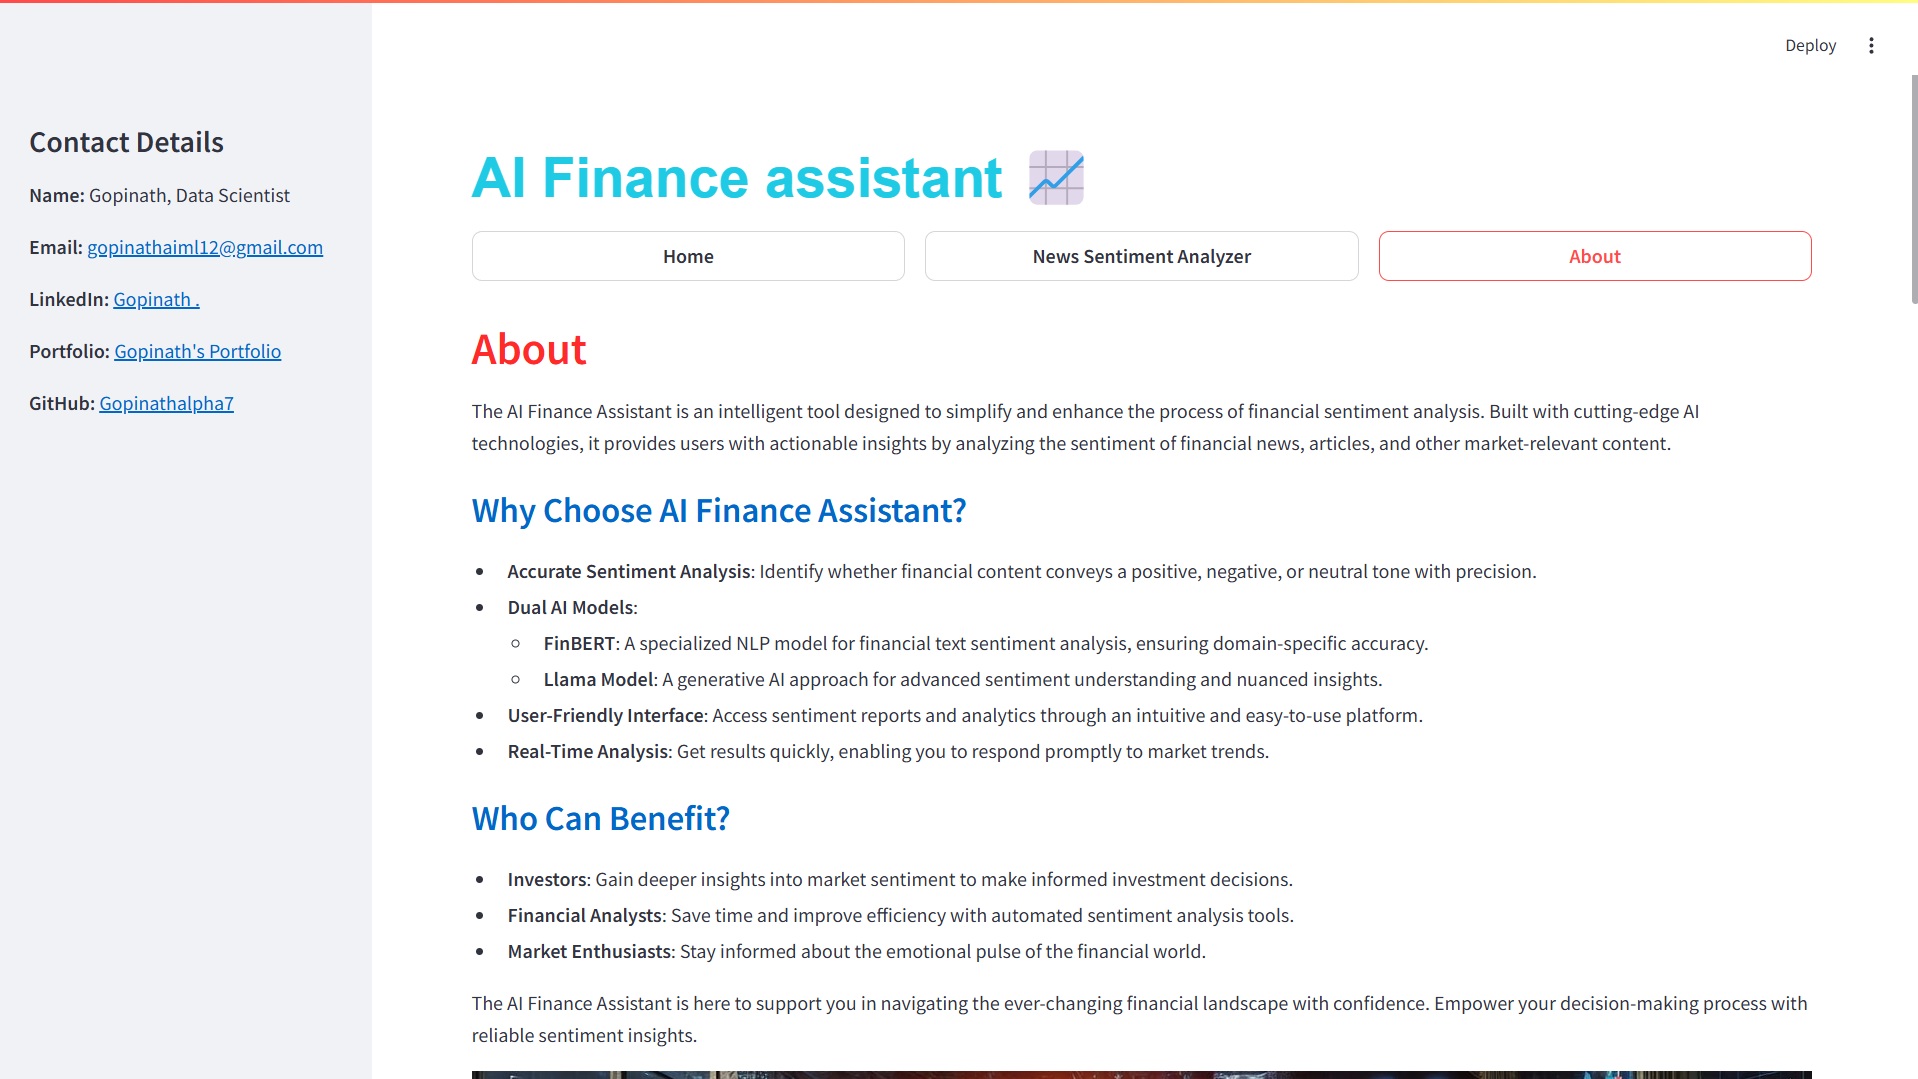 Deploy
Contact Details
Name: Gopinath, Data Scientist
Email: gopinathaiml12@gmail.com
LinkedIn: Gopinath .
Portfolio: Gopinath's Portfolio
GitHub: Gopinathalpha7
AI Finance assistant
Home
News Sentiment Analyzer
About
About
The AI Finance Assistant is an intelligent tool designed to simplify and enhance the process of financial sentiment analysis. Built with cutting-edge AI
technologies, it provides users with actionable insights by analyzing the sentiment of financial news, articles, and other market-relevant content.
Why Choose AI Finance Assistant?
Accurate Sentiment Analysis: Identify whether financial content conveys a positive, negative, or neutral tone with precision.
Dual AI Models:
FinBERT: A specialized NLP model for financial text sentiment analysis, ensuring domain-specific accuracy.
Llama Model: A generative AI approach for advanced sentiment understanding and nuanced insights.
User-Friendly Interface: Access sentiment reports and analytics through an intuitive and easy-to-use platform.
Real-Time Analysis: Get results quickly, enabling you to respond promptly to market trends.
Who Can Benefit?
Investors: Gain deeper insights into market sentiment to make informed investment decisions.
Financial Analysts: Save time and improve efficiency with automated sentiment analysis tools.
Market Enthusiasts: Stay informed about the emotional pulse of the financial world.
The AI Finance Assistant is here to support you in navigating the ever-changing financial landscape with confidence. Empower your decision-making process with
reliable sentiment insights.